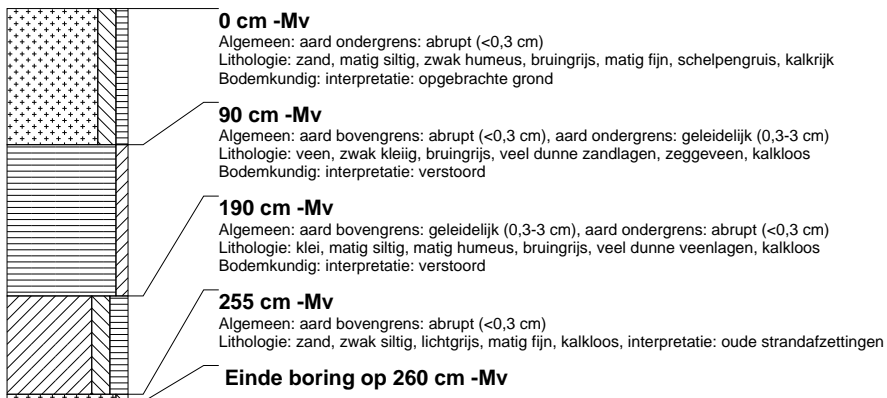 0 cm -Mv
Algemeen: aard ondergrens: abrupt (<0,3 cm)
Lithologie: zand, matig siltig, zwak humeus, bruingrijs, matig fijn, schelpengruis, kalkrijk
Bodemkundig: interpretatie: opgebrachte grond
90 cm -Mv
Algemeen: aard bovengrens: abrupt (<0,3 cm), aard ondergrens: geleidelijk (0,3-3 cm)
Lithologie: veen, zwak kleiig, bruingrijs, veel dunne zandlagen, zeggeveen, kalkloos
Bodemkundig: interpretatie: verstoord
190 cm -Mv
Algemeen: aard bovengrens: geleidelijk (0,3-3 cm), aard ondergrens: abrupt (<0,3 cm)
Lithologie: klei, matig siltig, matig humeus, bruingrijs, veel dunne veenlagen, kalkloos
Bodemkundig: interpretatie: verstoord
255 cm -Mv
Algemeen: aard bovengrens: abrupt (<0,3 cm)
Lithologie: zand, zwak siltig, lichtgrijs, matig fijn, kalkloos, interpretatie: oude strandafzettingen
Einde boring op 260 cm -Mv